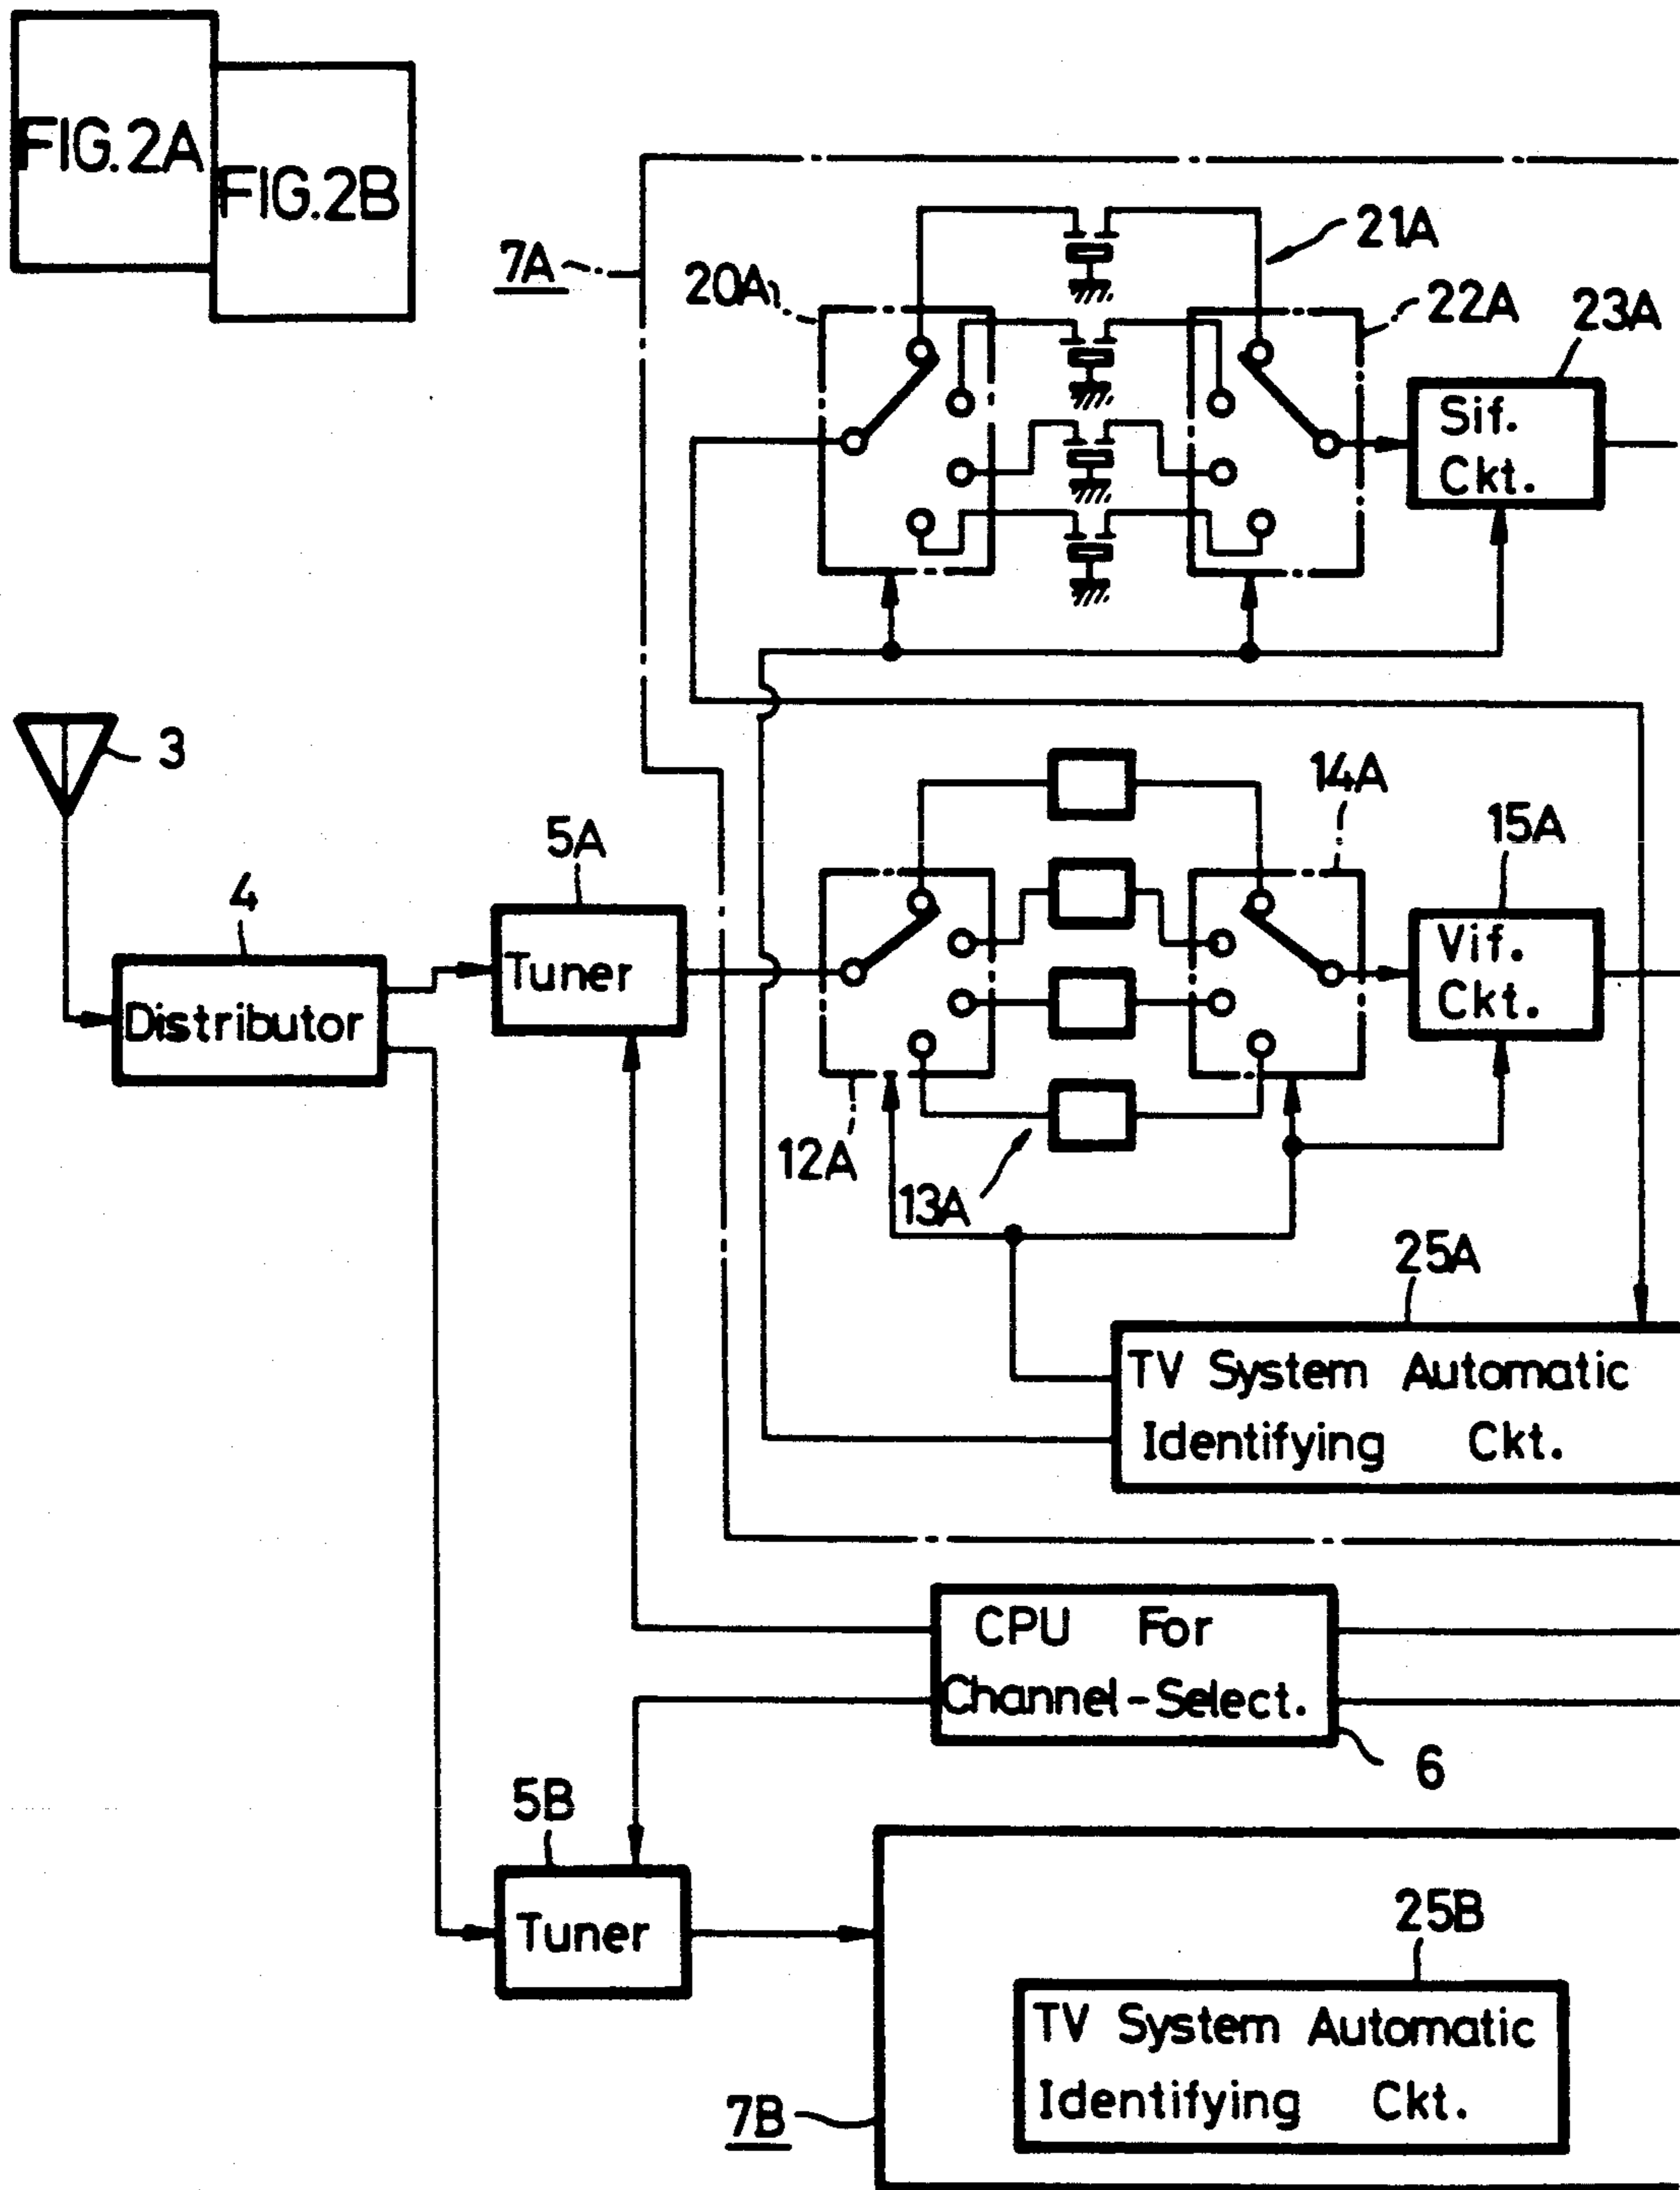 FIG.2A
FIG.2B
7A
20A
21A
22A
23A
Sif.
Ckt.
3
4
Distributor
5A
Tuner
14A
15A
Vif.
Ckt.
12A
13A
25A
TV System Automatic
Identifying Ckt.
CPU For
Channel-Select.
6
5B
Tuner
25B
TV System Automatic
Identifying Ckt.
7B